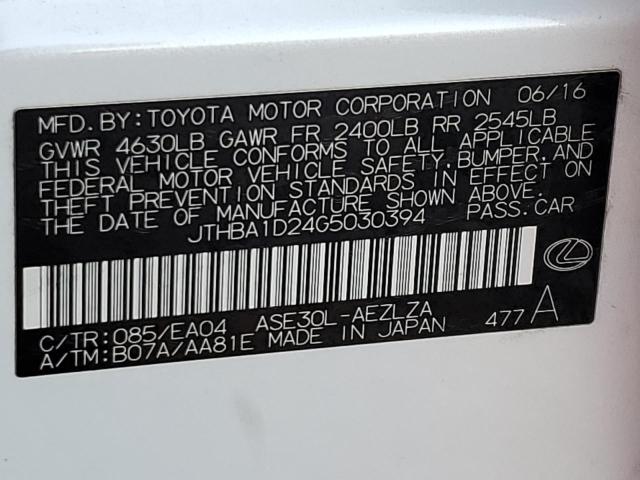 MFD. BY: TOYOTA MOTOR CORPORATION 06/16
GVWR 4630LB GAWR FR 2400LB RR 2545LB
THIS VEHICLE CONFORMS TO ALL APPLICABLE
FEDERAL MOTOR VEHICLE SAFETY, BUMPER, AND
THEFT PREVENTION STANDARDS IN EFFECT ON
THE DATE OF MANUFACTURE SHOWN ABOVE.
JTHBA1D24G5030394 PASS. CAR
C/TR: 085/EA04 ASE30L-AEZLZA
A/TM: B07A/AA81E MADE IN JAPAN 477 A